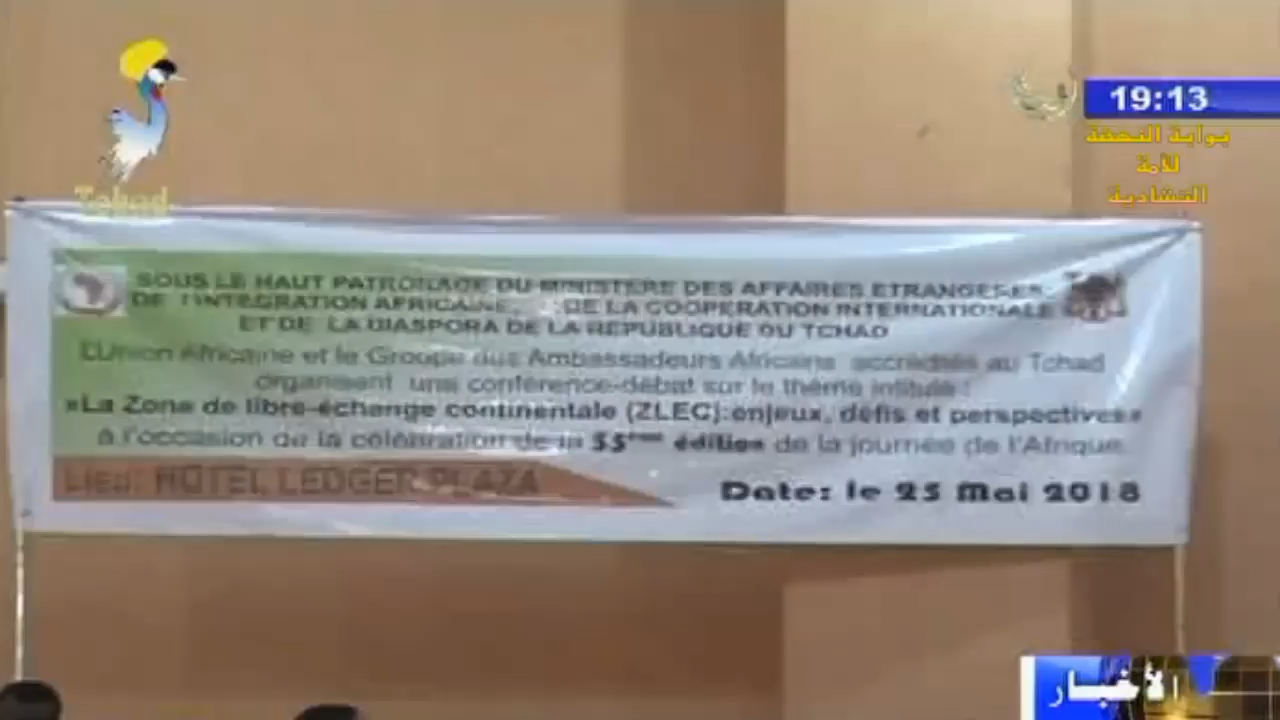 Tchad
19:13
بوابة النهضة
للأمة
التشادية
SOUS LE HAUT PATRONAGE DU MINISTERE DES AFFAIRES ETRANGERES
DE L'INTEGRATION AFRICAINE, DE LA COOPERATION INTERNATIONALE
ET DE LA DIASPORA DE LA REPUBLIQUE DU TCHAD
L'Union Africaine et le Groupe des Ambassadeurs Africains accrédités au Tchad
organisent une conférence-débat sur le thème intitulé :
«La Zone de libre-échange continentale (ZLEC): enjeux, défis et perspectives»
à l'occasion de la célébration de la 55ème édition de la journée de l'Afrique.
Lieu: HOTEL LEDGER PLAZA
Date: le 25 Mai 2018
الأخبار